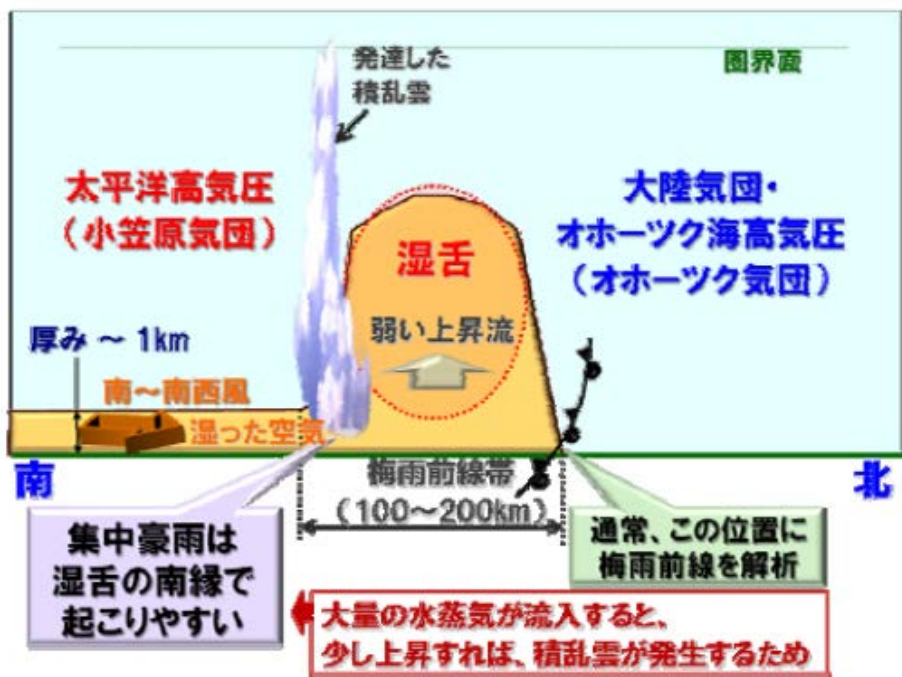 発達した
積乱雲
圏界面
太平洋高気圧
（小笠原気団）
大陸気団・
オホーツク海高気圧
（オホーツク気団）
湿舌
弱い上昇流
厚み ～ 1km
南～南西風
湿った空気
南
北
梅雨前線帯
（100～200km）
集中豪雨は
湿舌の南縁で
起こりやすい
通常、この位置に
梅雨前線を解析
大量の水蒸気が流入すると、
少し上昇すれば、積乱雲が発生するため